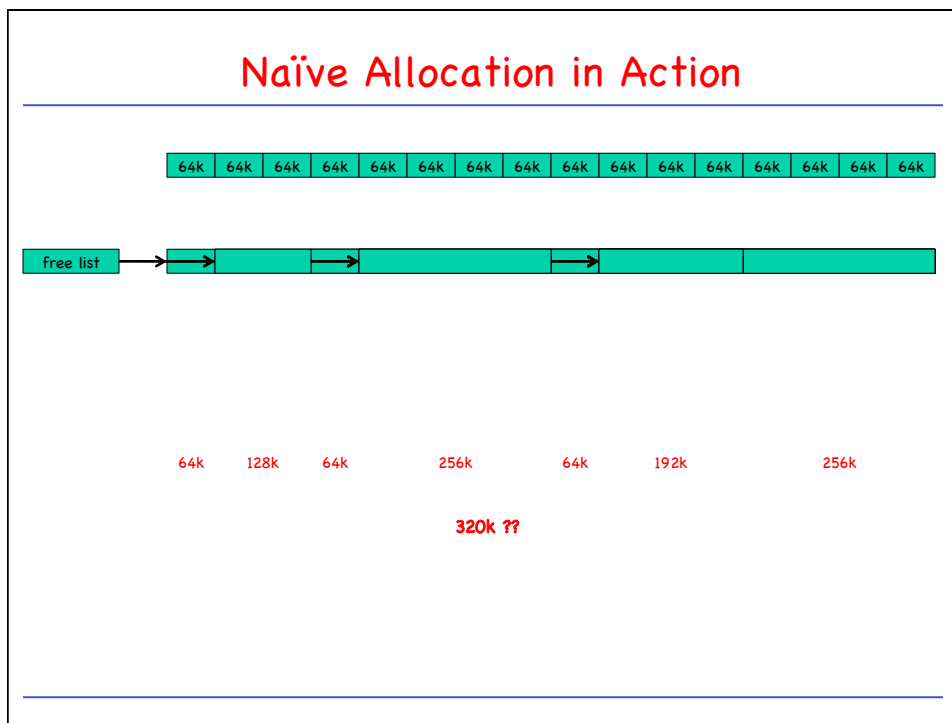 Naïve Allocation in Action
64k 64k 64k 64k 64k 64k 64k 64k 64k 64k 64k 64k 64k 64k 64k 64k
free list
64k 128k 64k 256k 64k 192k 256k
320k ??